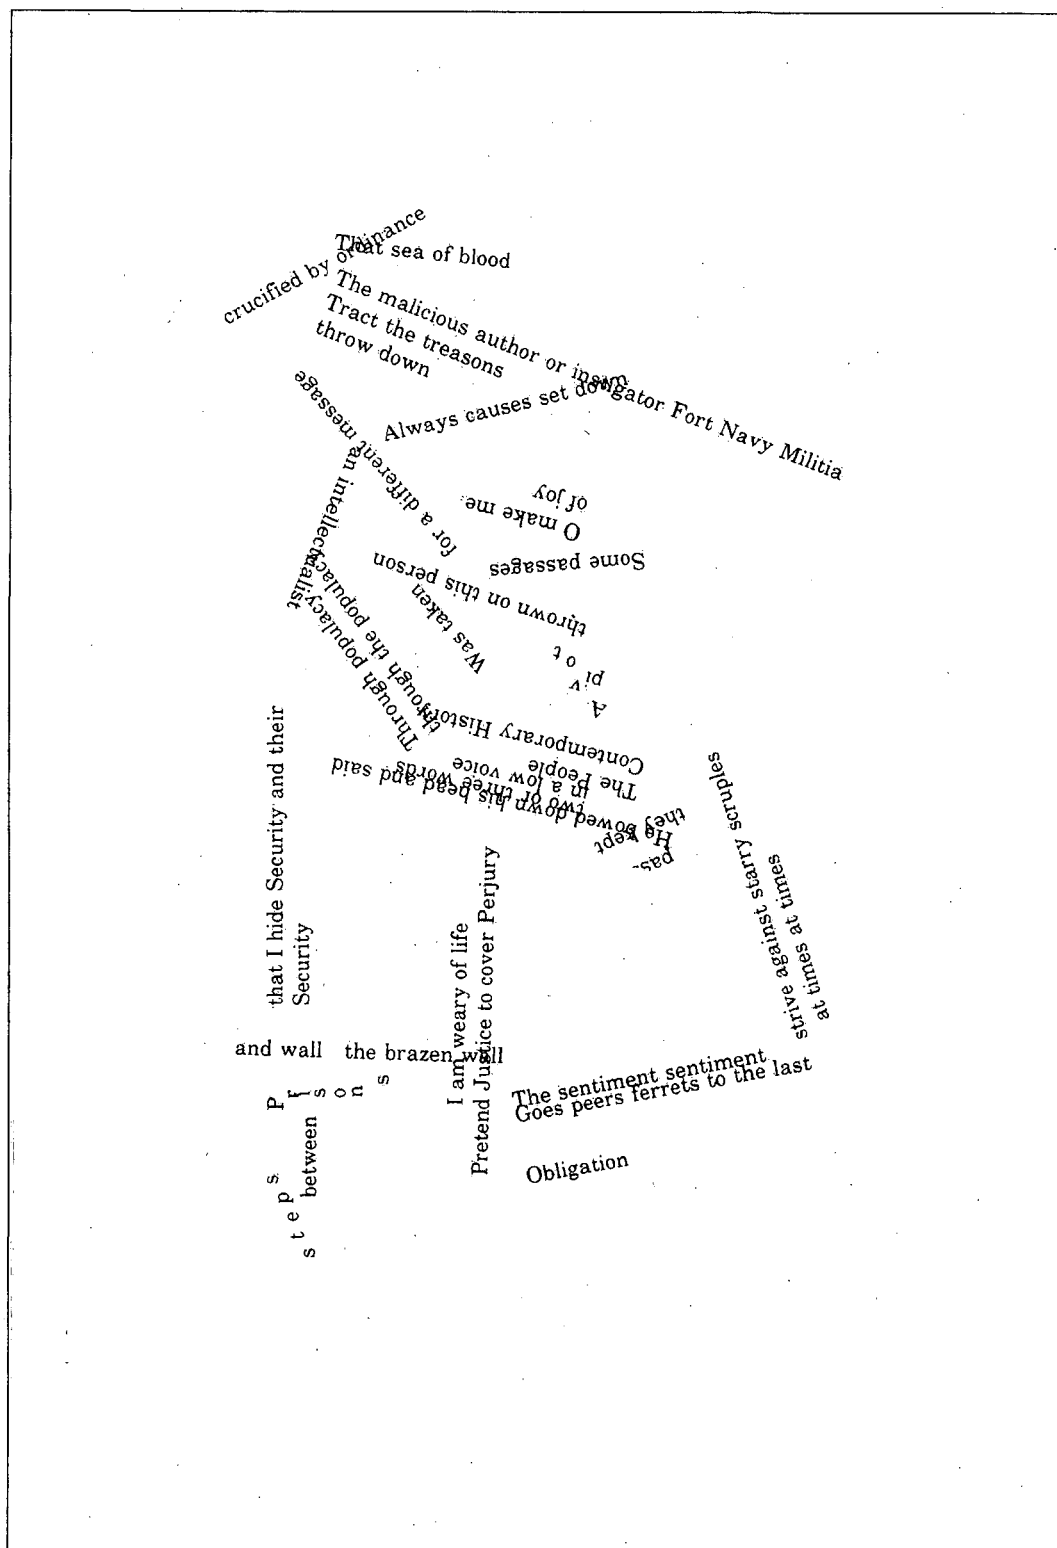 crucified by ordinance
That sea of blood
The malicious author or instigator Fort Navy Militia
Tract the treasons
throw down
Always causes set down
for a different message
an intellectualist
of joy
O make me
Some passages
thrown on this person
Was taken
A pivot
through the populacy
Through populacy
Contemporary History
The People
in a low voice
two or three words
He bowed down his head and said
they
kept
pas-
strive against starry scruples
at times at times
that I hide Security and their
Security
I am weary of life
Pretend Justice to cover Perjury
and wall the brazen wall
Prisons
between
steps
The sentiment sentiment
Goes peers ferrets to the last
Obligation